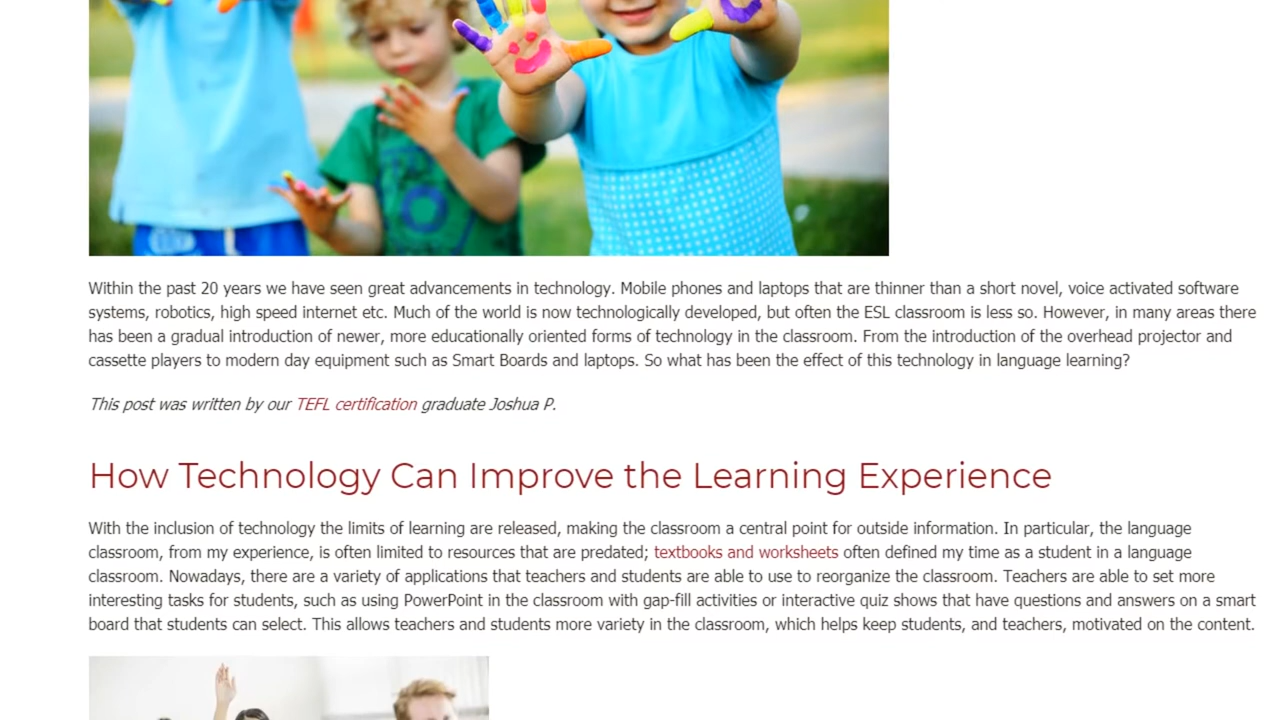 Within the past 20 years we have seen great advancements in technology. Mobile phones and laptops that are thinner than a short novel, voice activated software
systems, robotics, high speed internet etc. Much of the world is now technologically developed, but often the ESL classroom is less so. However, in many areas there
has been a gradual introduction of newer, more educationally oriented forms of technology in the classroom. From the introduction of the overhead projector and
cassette players to modern day equipment such as Smart Boards and laptops. So what has been the effect of this technology in language learning?
This post was written by our TEFL certification graduate Joshua P.
How Technology Can Improve the Learning Experience
With the inclusion of technology the limits of learning are released, making the classroom a central point for outside information. In particular, the language
classroom, from my experience, is often limited to resources that are predated; textbooks and worksheets often defined my time as a student in a language
classroom. Nowadays, there are a variety of applications that teachers and students are able to use to reorganize the classroom. Teachers are able to set more
interesting tasks for students, such as using PowerPoint in the classroom with gap-fill activities or interactive quiz shows that have questions and answers on a smart
board that students can select. This allows teachers and students more variety in the classroom, which helps keep students, and teachers, motivated on the content.